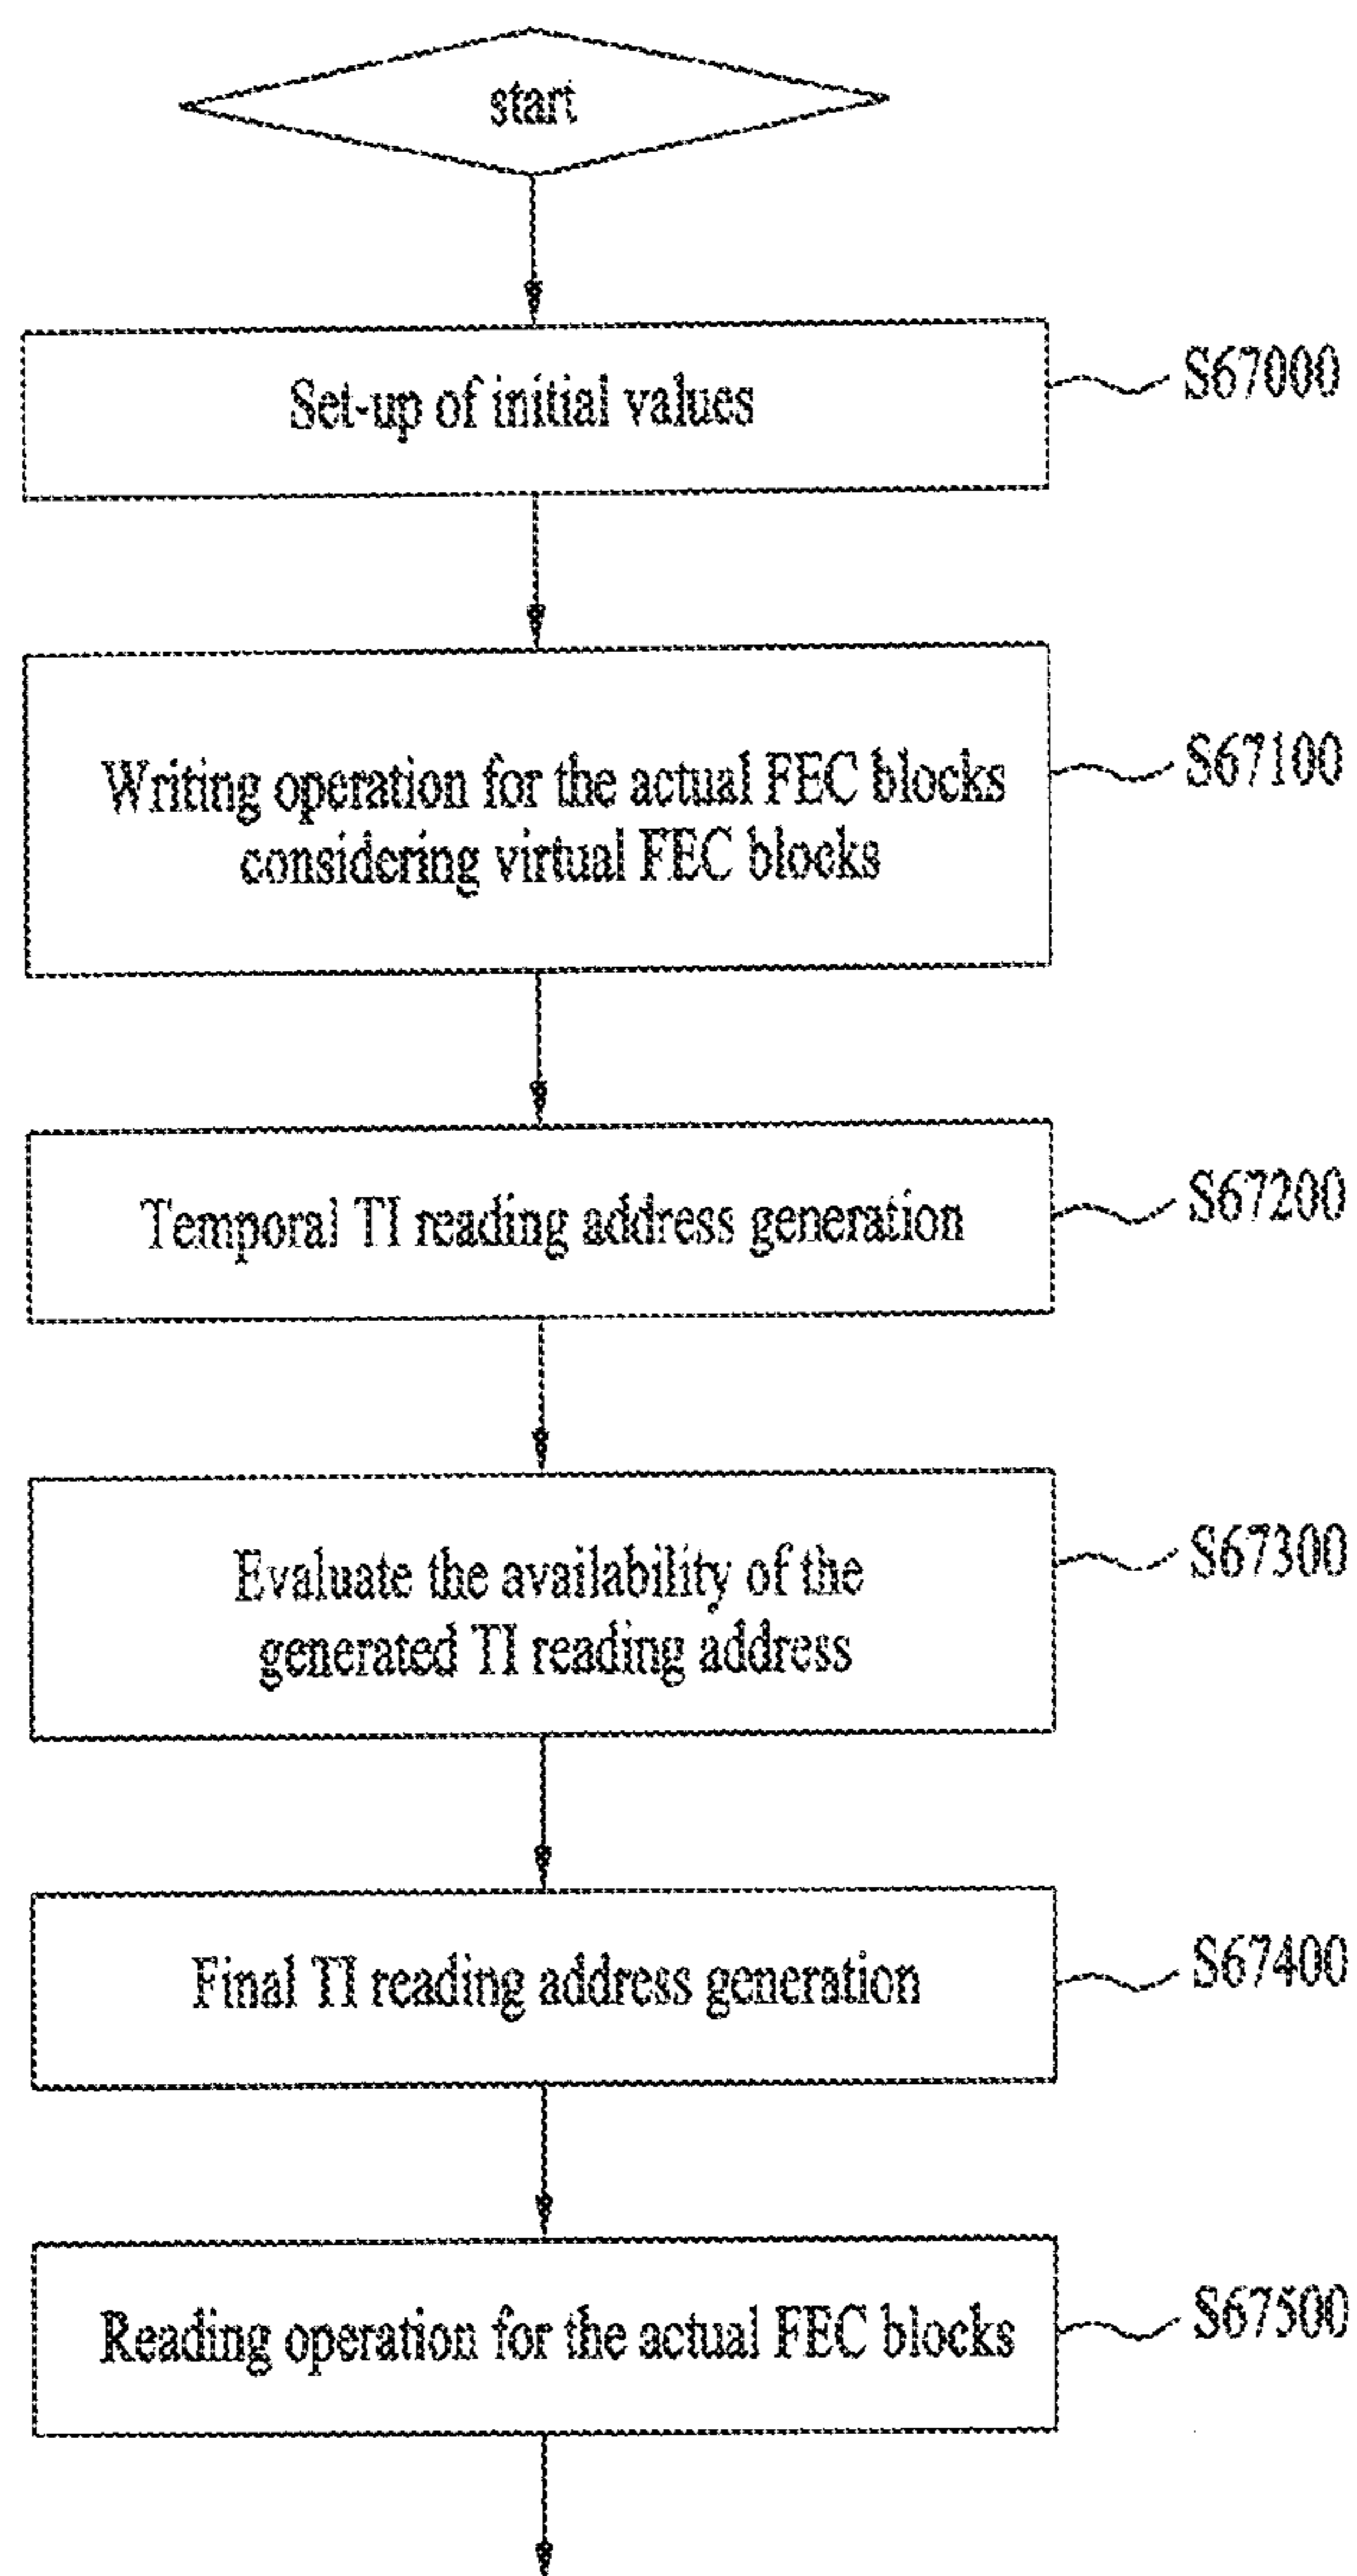 start
Set-up of initial values
S67000
Writing operation for the actual FEC blocks
considering virtual FEC blocks
S67100
Temporal TI reading address generation
S67200
Evaluate the availability of the
generated TI reading address
S67300
Final TI reading address generation
S67400
Reading operation for the actual FEC blocks
S67500